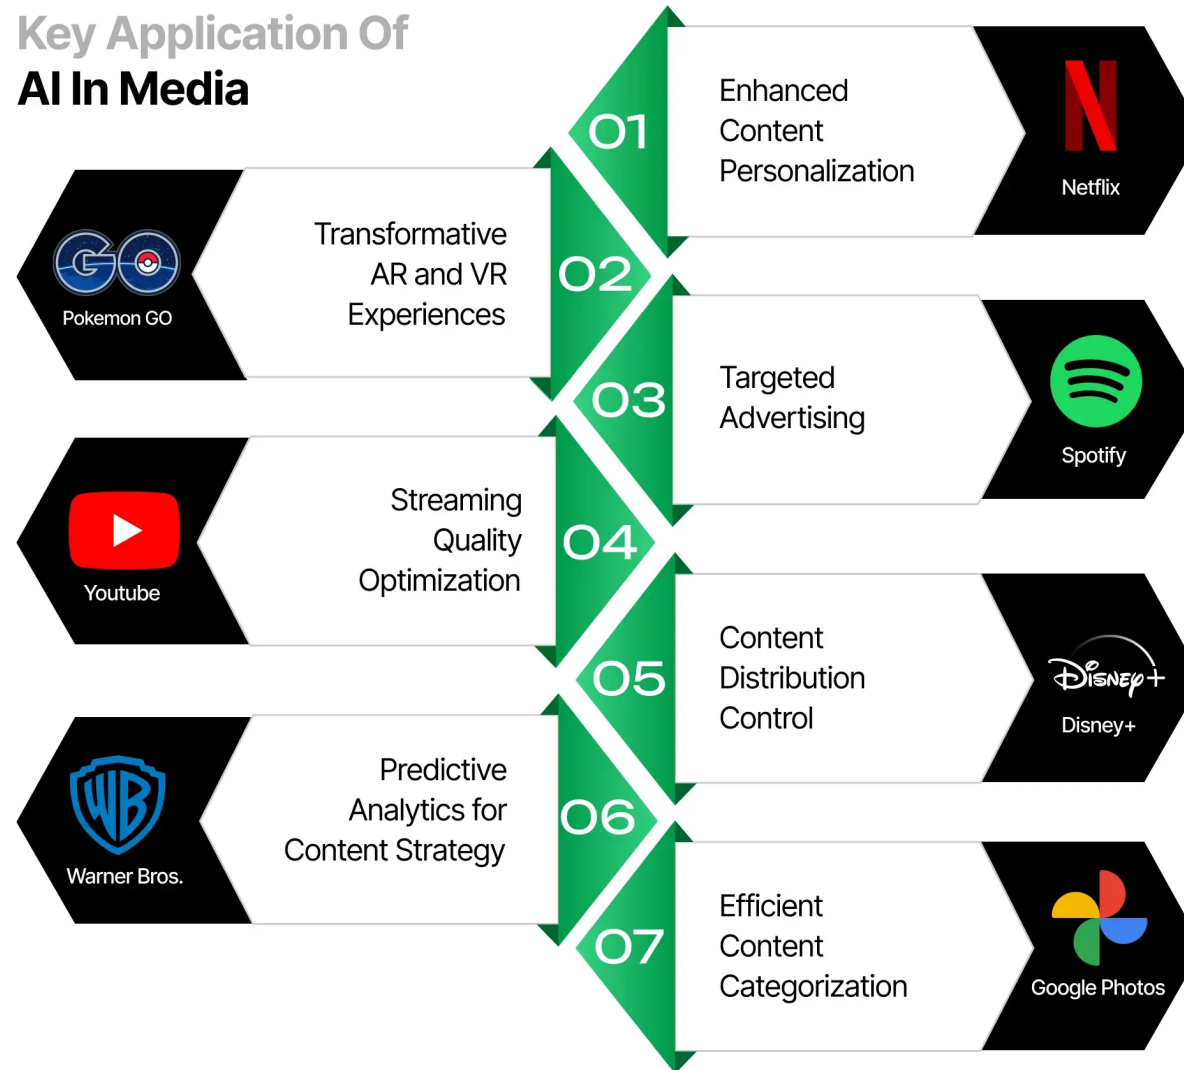 Key Application Of
AI In Media
01
Enhanced
Content
Personalization
Netflix
GO
Pokemon GO
Transformative
AR and VR
Experiences
02
03
Targeted
Advertising
Spotify
Youtube
Streaming
Quality
Optimization
04
05
Content
Distribution
Control
Disney+
Disney+
WB
Warner Bros.
Predictive
Analytics for
Content Strategy
06
07
Efficient
Content
Categorization
Google Photos